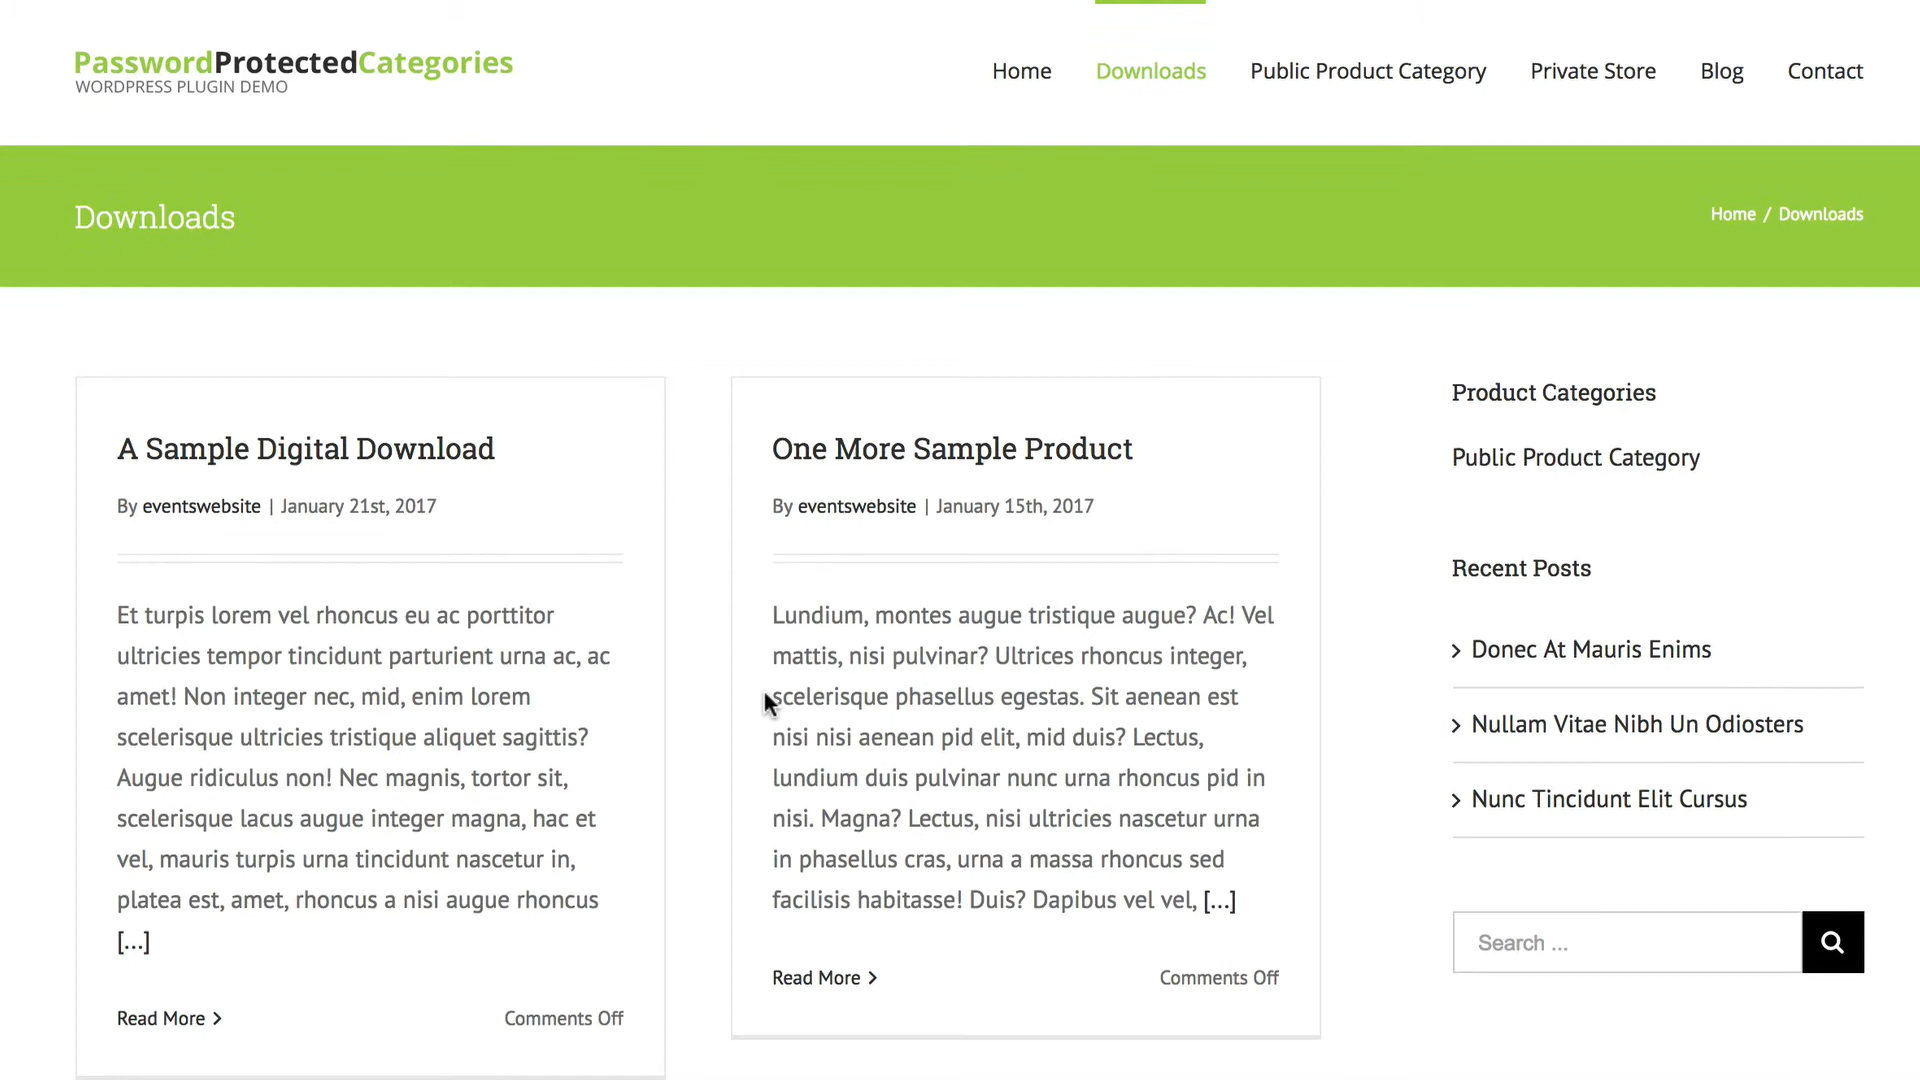 PasswordProtectedCategories
WORDPRESS PLUGIN DEMO
Home
Downloads
Public Product Category
Private Store
Blog
Contact
Downloads
Home / Downloads
A Sample Digital Download
By eventswebsite | January 21st, 2017
Et turpis lorem vel rhoncus eu ac porttitor
ultricies tempor tincidunt parturient urna ac, ac
amet! Non integer nec, mid, enim lorem
scelerisque ultricies tristique aliquet sagittis?
Augue ridiculus non! Nec magnis, tortor sit,
scelerisque lacus augue integer magna, hac et
vel, mauris turpis urna tincidunt nascetur in,
platea est, amet, rhoncus a nisi augue rhoncus
[...]
Read More
Comments Off
One More Sample Product
By eventswebsite | January 15th, 2017
Lundium, montes augue tristique augue? Ac! Vel
mattis, nisi pulvinar? Ultrices rhoncus integer,
scelerisque phasellus egestas. Sit aenean est
nisi nisi aenean pid elit, mid duis? Lectus,
lundium duis pulvinar nunc urna rhoncus pid in
nisi. Magna? Lectus, nisi ultricies nascetur urna
in phasellus cras, urna a massa rhoncus sed
facilisis habitasse! Duis? Dapibus vel vel, [...]
Read More
Comments Off
Product Categories
Public Product Category
Recent Posts
Donec At Mauris Enims
Nullam Vitae Nibh Un Odiosters
Nunc Tincidunt Elit Cursus
Search ...